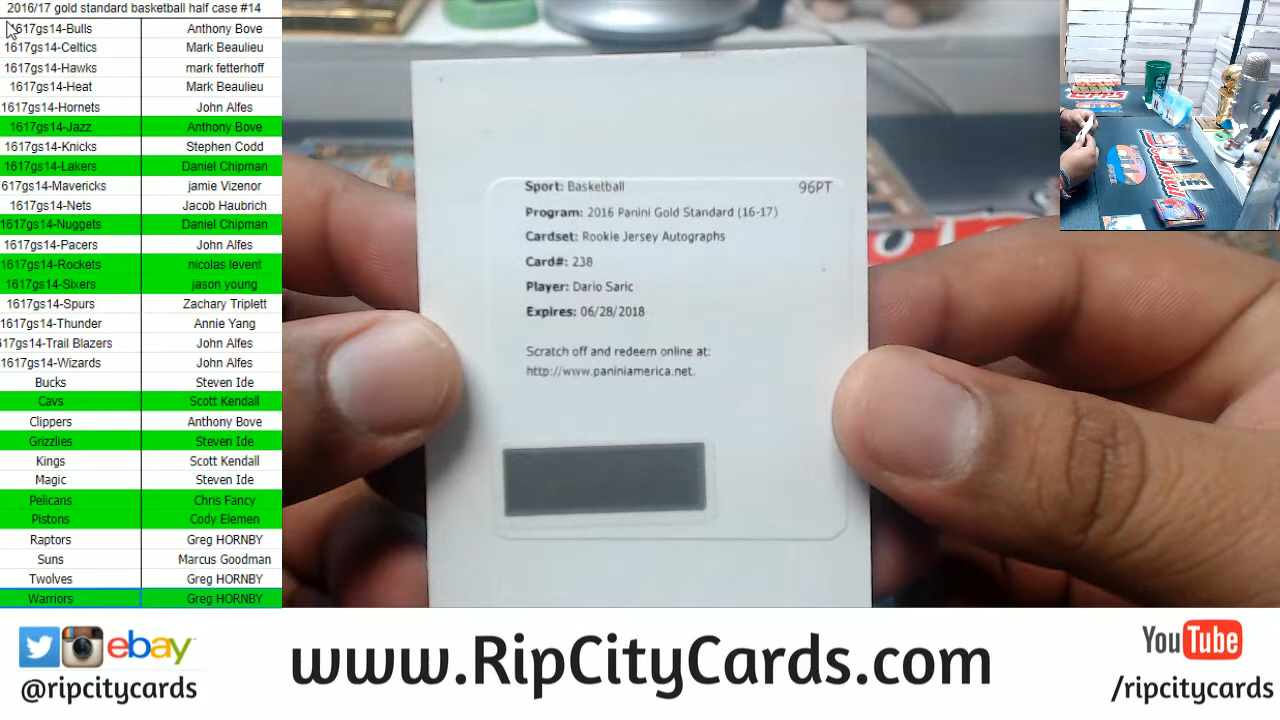 2016/17 gold standard basketball half case #14
1617gs14-Bulls Anthony Bove
1617gs14-Celtics Mark Beaulieu
1617gs14-Hawks mark fetterhoff
1617gs14-Heat Mark Beaulieu
1617gs14-Hornets John Alfes
1617gs14-Jazz Anthony Bove
1617gs14-Knicks Stephen Codd
1617gs14-Lakers Daniel Chipman
617gs14-Mavericks jamie Vizenor
1617gs14-Nets Jacob Haubrich
1617gs14-Nuggets Daniel Chipman
1617gs14-Pacers John Alfes
1617gs14-Rockets nicolas levent
1617gs14-Sixers jason young
1617gs14-Spurs Zachary Triplett
1617gs14-Thunder Annie Yang
17gs14-Trail Blazers John Alfes
1617gs14-Wizards John Alfes
Bucks Steven Ide
Cavs Scott Kendall
Clippers Anthony Bove
Grizzlies Steven Ide
Kings Scott Kendall
Magic Steven Ide
Pelicans Chris Fancy
Pistons Cody Elemen
Raptors Greg HORNBY
Suns Marcus Goodman
Twolves Greg HORNBY
Warriors Greg HORNBY
Sport: Basketball 96PT
Program: 2016 Panini Gold Standard (16-17)
Cardset: Rookie Jersey Autographs
Card#: 238
Player: Dario Saric
Expires: 06/28/2018
Scratch off and redeem online at:
http://www.paniniamerica.net.
ebay
@ripcitycards
www.RipCityCards.com
YouTube
/ripcitycards